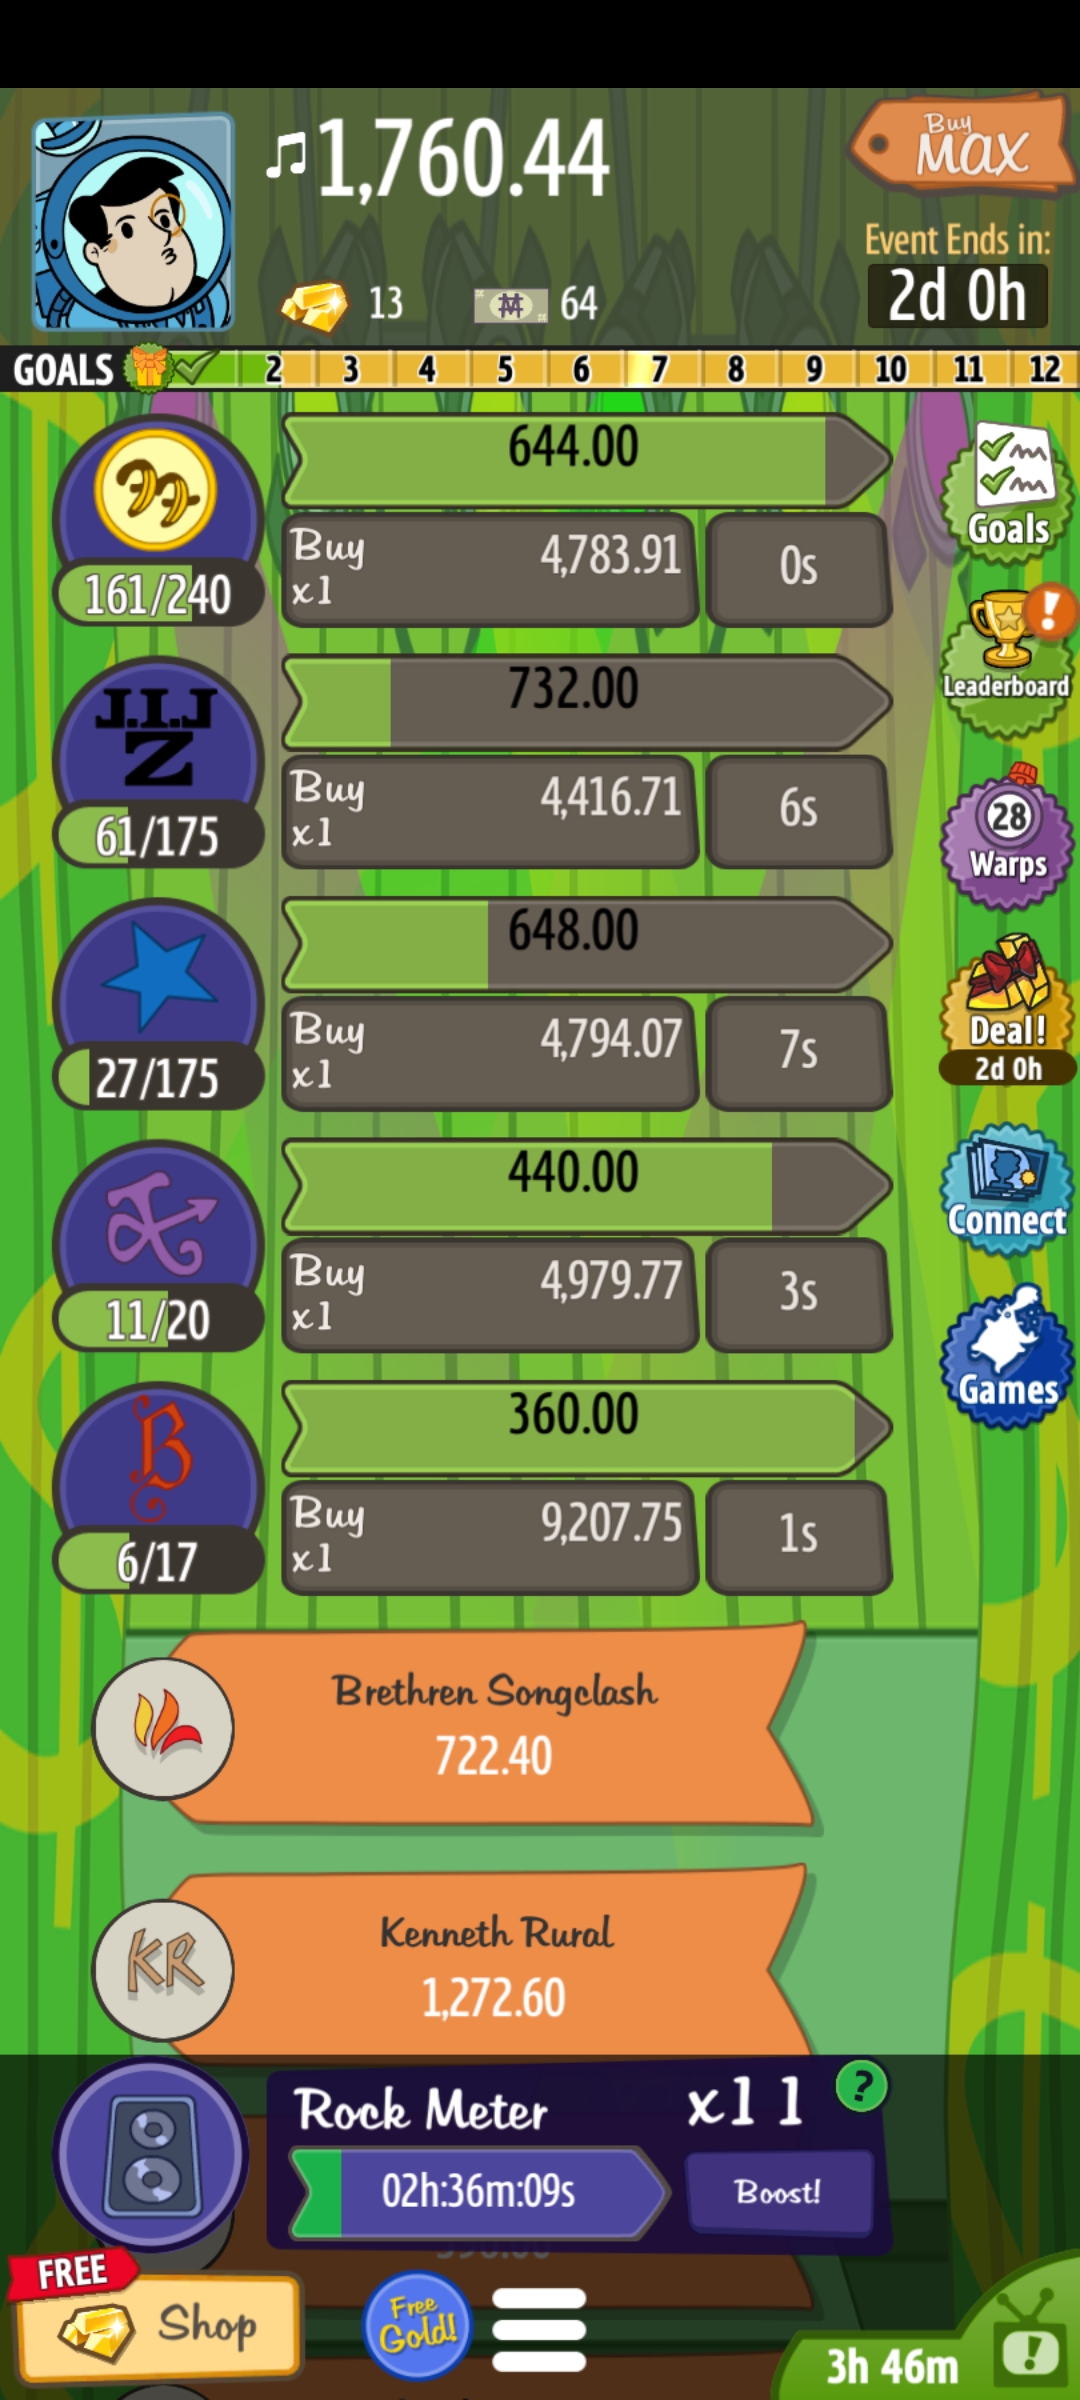 1,760.44
Buy
MAX
Event Ends in:
2d 0h
13
64
GOALS 2 3 4 5 6 7 8 9 10 11 12
644.00
161/240
Buy
x1
4,783.91
0s
Goals
J.I.J
Z
732.00
61/175
Buy
x1
4,416.71
6s
!
Leaderboard
648.00
27/175
Buy
x1
4,794.07
7s
28
Warps
Deal!
2d 0h
440.00
11/20
Buy
x1
4,979.77
3s
Connect
B
360.00
6/17
Buy
x1
9,207.75
1s
Games
Brethren Songclash
722.40
KR
Kenneth Rural
1,272.60
Rock Meter
x11
?
02h:36m:09s
Boost!
FREE
Shop
Free
Gold!
3h 46m
!